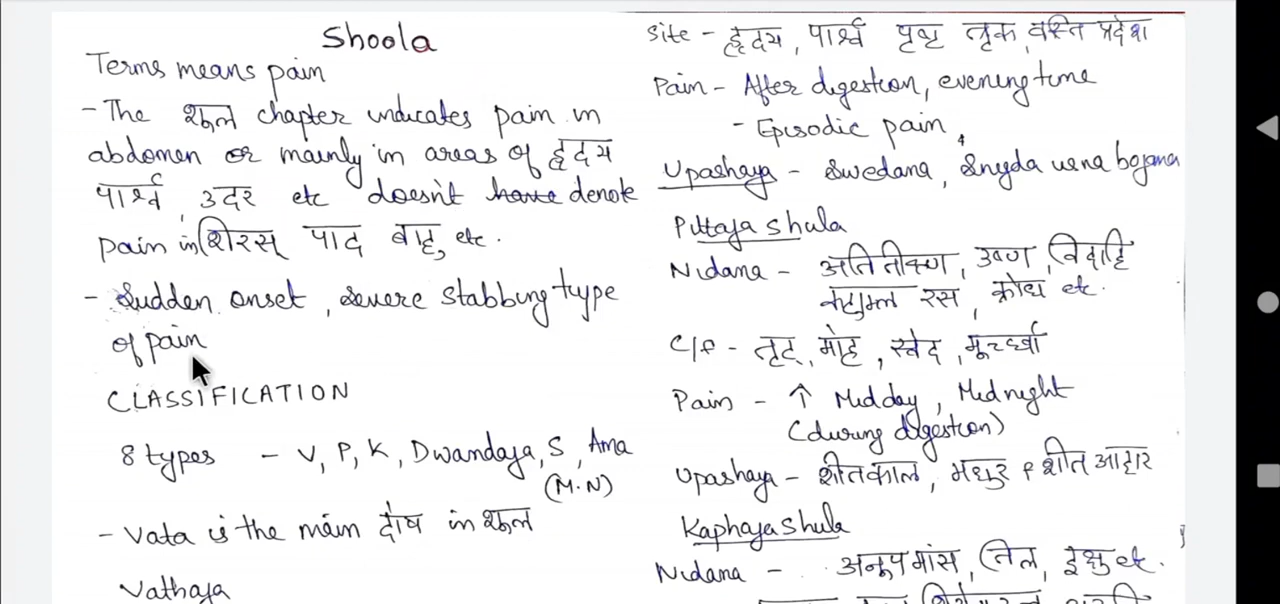 Shoola
Terms means pain
- The शूल chapter indicates pain in
abdomen or mainly in areas of हृदय
पार्श्व, उदर etc doesn't have denote
pain in शिरस् पाद बाहु, etc.
- Sudden onset, severe stabbing type
of pain
CLASSIFICATION
8 types - V, P, K, Dwandaja, S, Ama
(M.N)
- Vata is the main दोष in शूल
Vathaja
Site - हृदय, पार्श्व पृष्ट तृक, वस्ति प्रदेश
Pain - After digestion, evening time
- Episodic pain
Upashaya - Swedana, Snigda usna bojana
Pittaja shula
Nidana - अति तीक्ष्ण, उष्ण, विदाहि
कट्वम्ल रस, क्रोध etc.
C/f - तृट्, मोह, स्वेद, मूर्च्छा
Pain - ↑ Midday, Midnight
(during digestion)
Upashaya - शीतकाल, मधुर शीत आहार
Kaphaja shula
Nidana - अनूप मांस, तिल, इक्षु etc.